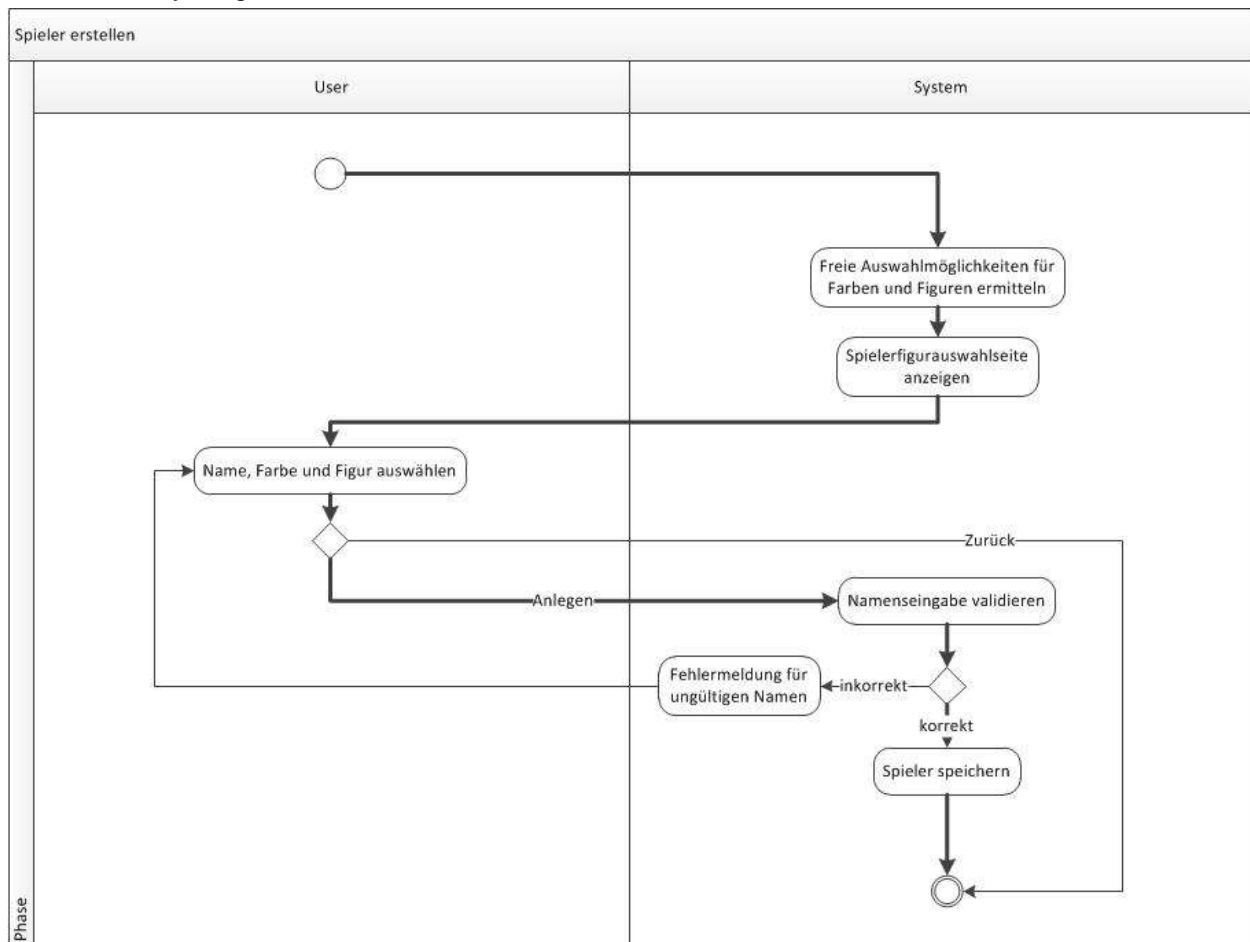 Spieler erstellen
User
System
Freie Auswahlmöglichkeiten für
Farben und Figuren ermitteln
Spielerfigurauswahlseite
anzeigen
Name, Farbe und Figur auswählen
Zurück
Anlegen
Namenseingabe validieren
Fehlermeldung für
ungültigen Namen
inkorrekt
korrekt
Spieler speichern
Phase